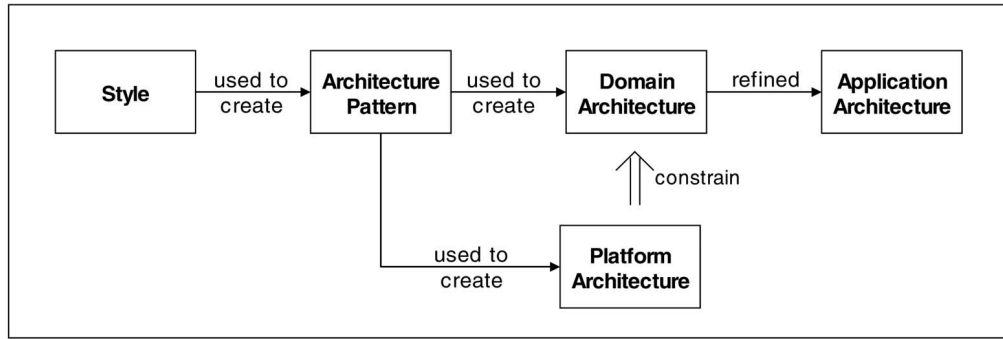 Style
used to
create
Architecture
Pattern
used to
create
Domain
Architecture
refined
Application
Architecture
constrain
used to
create
Platform
Architecture